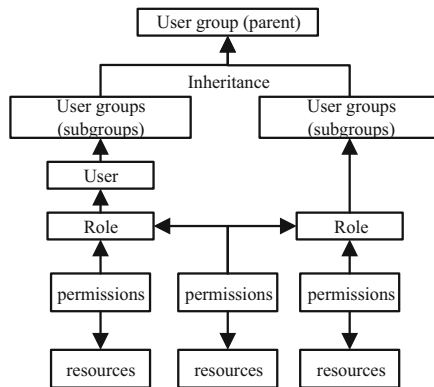 User group (parent)
Inheritance
User groups
(subgroups)
User groups
(subgroups)
User
Role
Role
permissions
permissions
permissions
resources
resources
resources